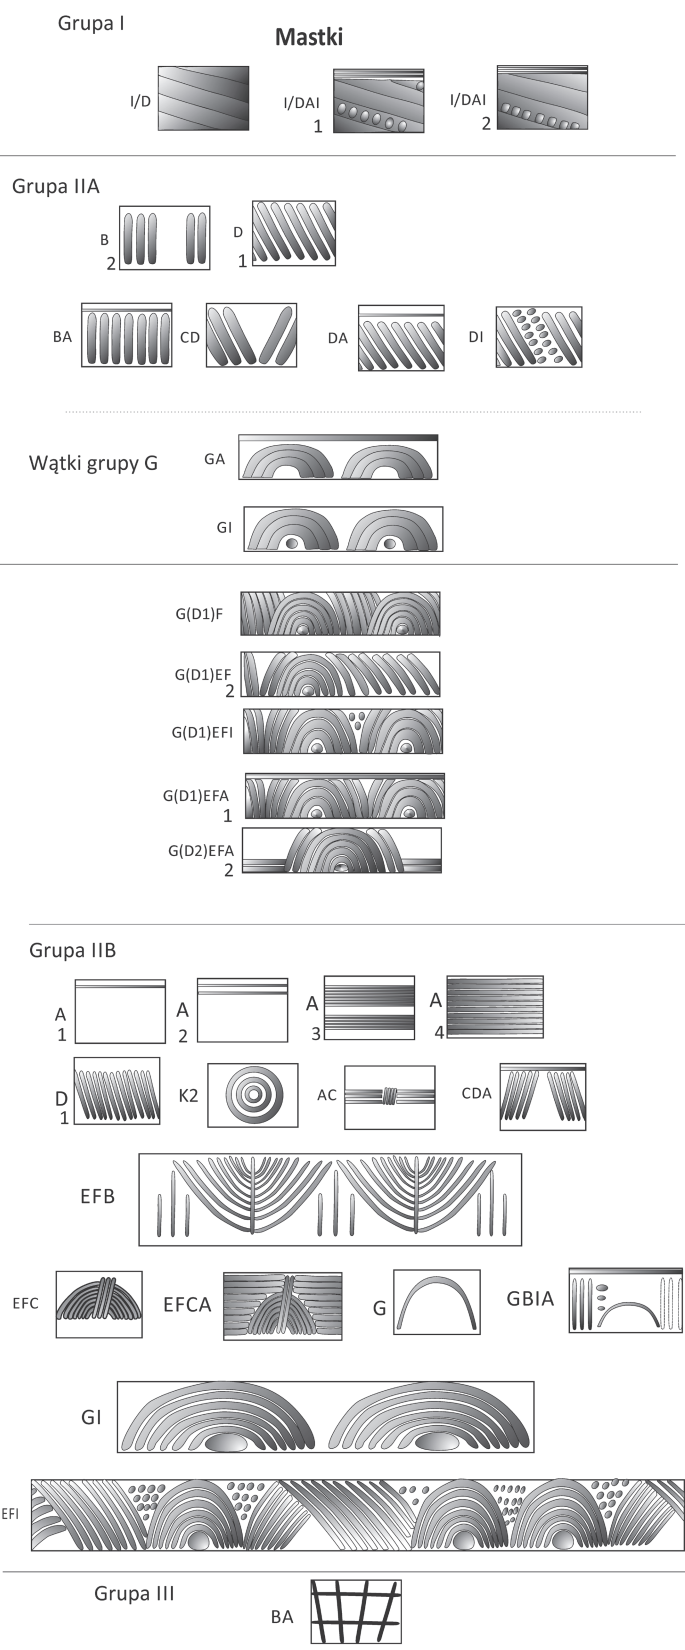 Grupa I
Mastki
I/D
I/DAI
1
I/DAI
2
Grupa IIA
B
2
D
1
BA
CD
DA
DI
Wątki grupy G
GA
GI
G(D1)F
G(D1)EF
2
G(D1)EFI
G(D1)EFA
1
G(D2)EFA
2
Grupa IIB
A
1
A
2
A
3
A
4
D
1
K2
AC
CDA
EFB
EFC
EFCA
G
GBIA
GI
EFI
Grupa III
BA